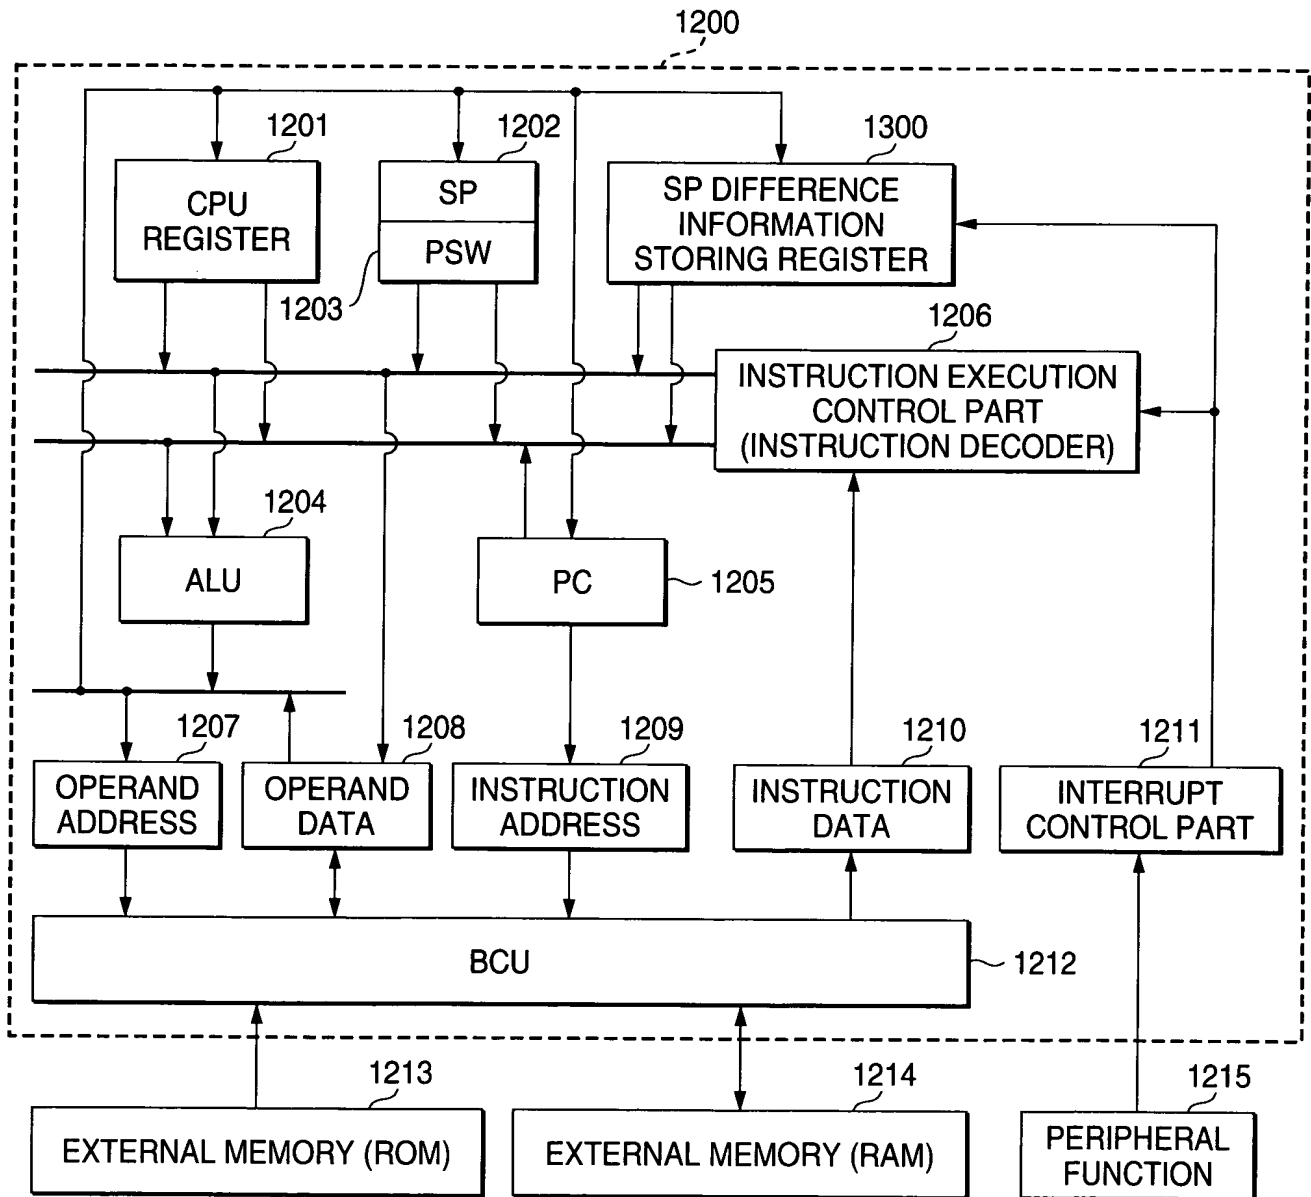 1200
1201
1202
1300
CPU
REGISTER
SP
PSW
1203
SP DIFFERENCE
INFORMATION
STORING REGISTER
1206
INSTRUCTION EXECUTION
CONTROL PART
(INSTRUCTION DECODER)
1204
ALU
PC
1205
1207
1208
1209
1210
1211
OPERAND
ADDRESS
OPERAND
DATA
INSTRUCTION
ADDRESS
INSTRUCTION
DATA
INTERRUPT
CONTROL PART
BCU
1212
1213
1214
1215
EXTERNAL MEMORY (ROM)
EXTERNAL MEMORY (RAM)
PERIPHERAL
FUNCTION